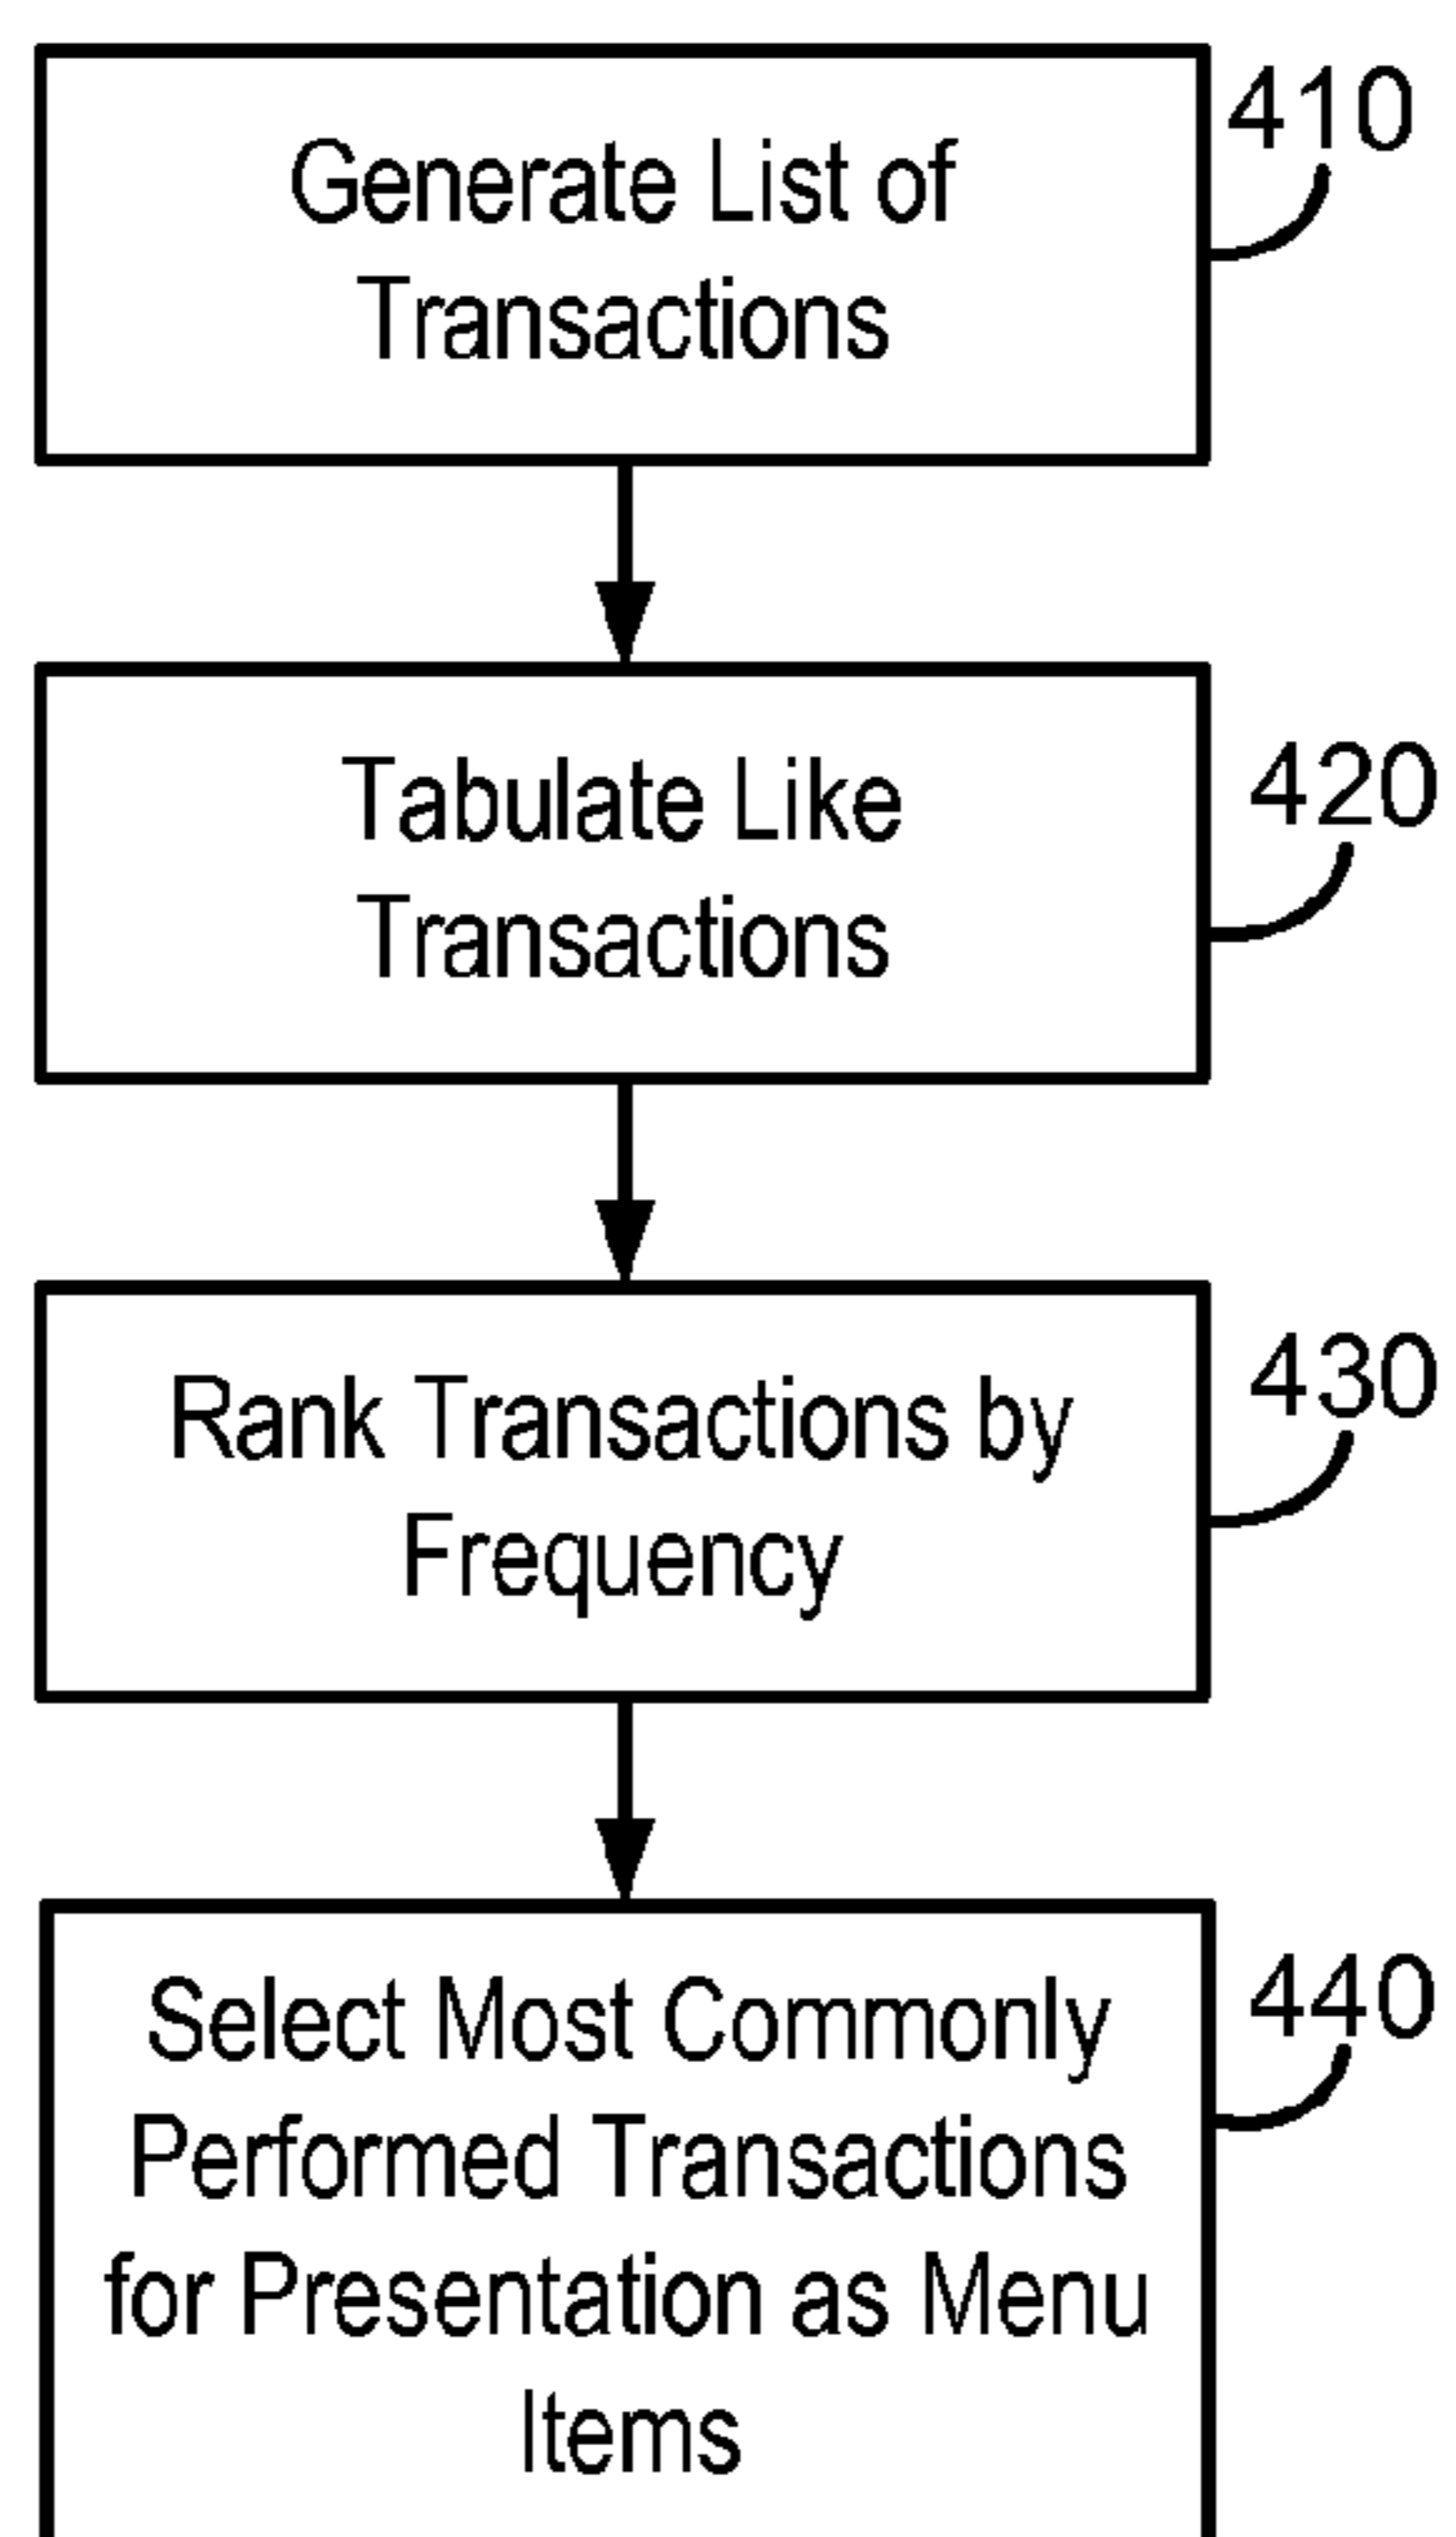 Generate List of
Transactions
410
Tabulate Like
Transactions
420
Rank Transactions by
Frequency
430
Select Most Commonly
Performed Transactions
for Presentation as Menu
Items
440